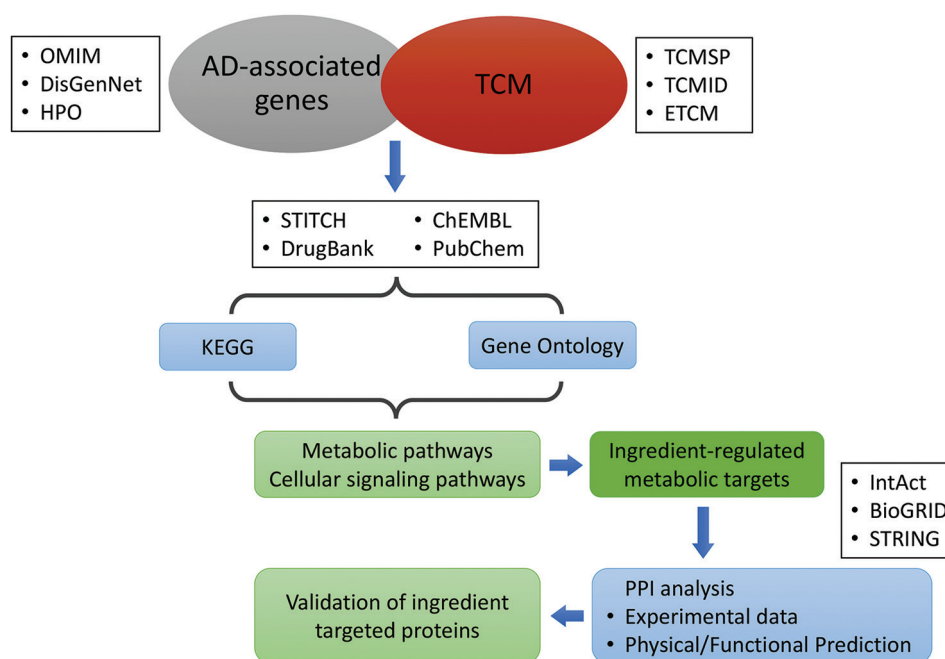 • OMIM
• DisGenNet
• HPO
AD-associated
genes
TCM
• TCMSP
• TCMID
• ETCM
• STITCH • ChEMBL
• DrugBank • PubChem
KEGG
Gene Ontology
Metabolic pathways
Cellular signaling pathways
Ingredient-regulated
metabolic targets
• IntAct
• BioGRID
• STRING
PPI analysis
• Experimental data
• Physical/Functional Prediction
Validation of ingredient
targeted proteins